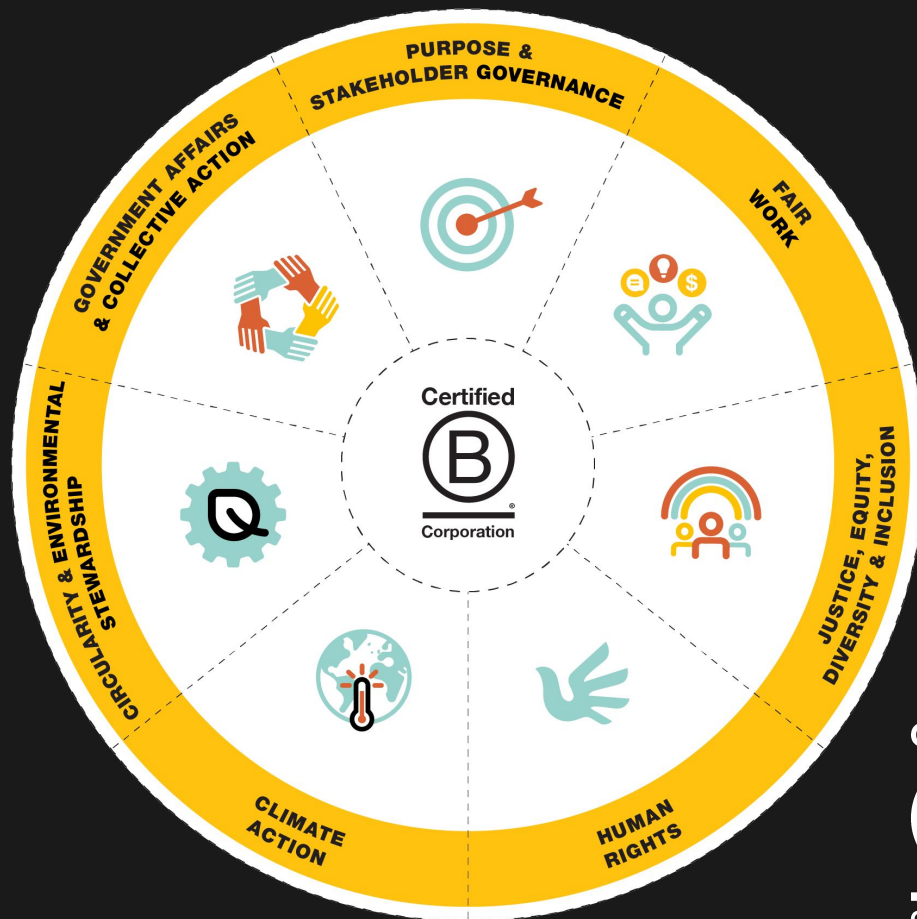 PURPOSE &
STAKEHOLDER GOVERNANCE
FAIR
WORK
JUSTICE, EQUITY,
DIVERSITY & INCLUSION
HUMAN
RIGHTS
CLIMATE
ACTION
CIRCULARITY & ENVIRONMENTAL
STEWARDSHIP
GOVERNMENT AFFAIRS
& COLLECTIVE ACTION
$
Certified
B
®
Corporation